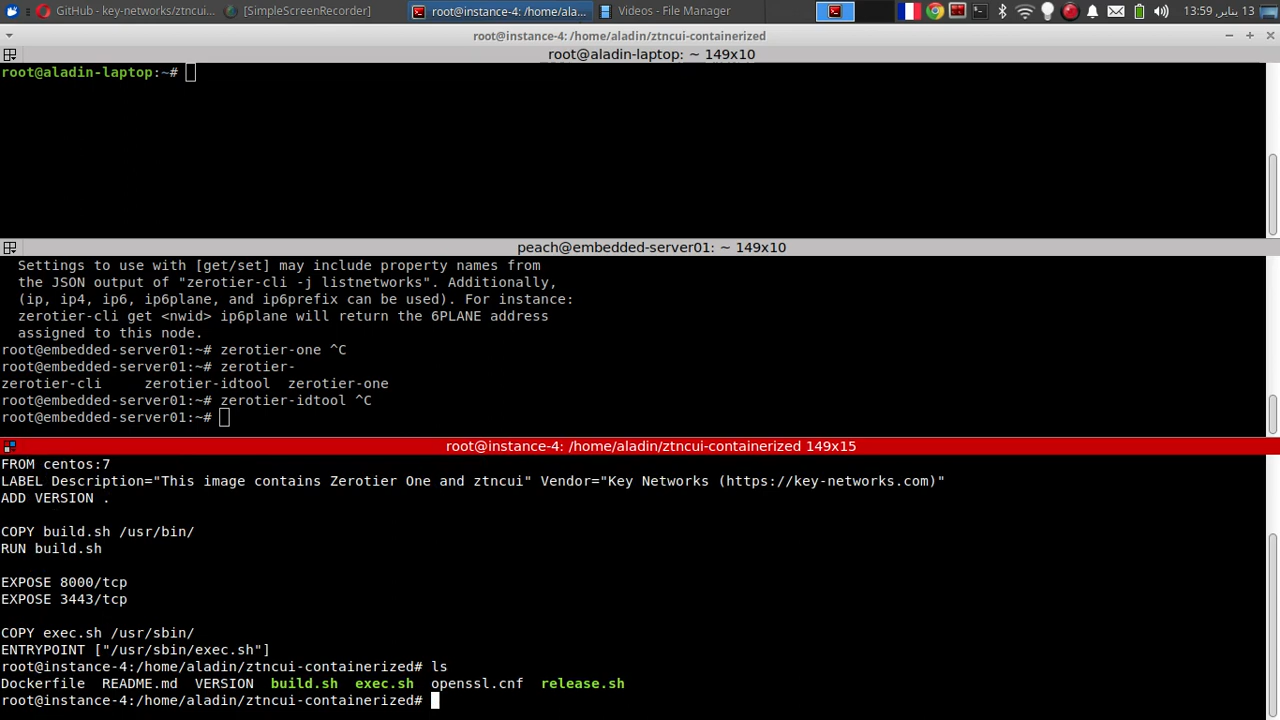 GitHub - key-networks/ztncui...
[SimpleScreenRecorder]
root@instance-4: /home/ala...
Videos - File Manager
13 يناير, 13:59
root@instance-4: /home/aladin/ztncui-containerized
root@aladin-laptop: ~ 149x10
root@aladin-laptop:~#
peach@embedded-server01: ~ 149x10
Settings to use with [get/set] may include property names from
the JSON output of "zerotier-cli -j listnetworks". Additionally,
(ip, ip4, ip6, ip6plane, and ip6prefix can be used). For instance:
zerotier-cli get <nwid> ip6plane will return the 6PLANE address
assigned to this node.
root@embedded-server01:~# zerotier-one ^C
root@embedded-server01:~# zerotier-
zerotier-cli     zerotier-idtool  zerotier-one
root@embedded-server01:~# zerotier-idtool ^C
root@embedded-server01:~#
root@instance-4: /home/aladin/ztncui-containerized 149x15
FROM centos:7
LABEL Description="This image contains Zerotier One and ztncui" Vendor="Key Networks (https://key-networks.com)"
ADD VERSION .
COPY build.sh /usr/bin/
RUN build.sh
EXPOSE 8000/tcp
EXPOSE 3443/tcp
COPY exec.sh /usr/sbin/
ENTRYPOINT ["/usr/sbin/exec.sh"]
root@instance-4:/home/aladin/ztncui-containerized# ls
Dockerfile  README.md  VERSION  build.sh  exec.sh  openssl.cnf  release.sh
root@instance-4:/home/aladin/ztncui-containerized#